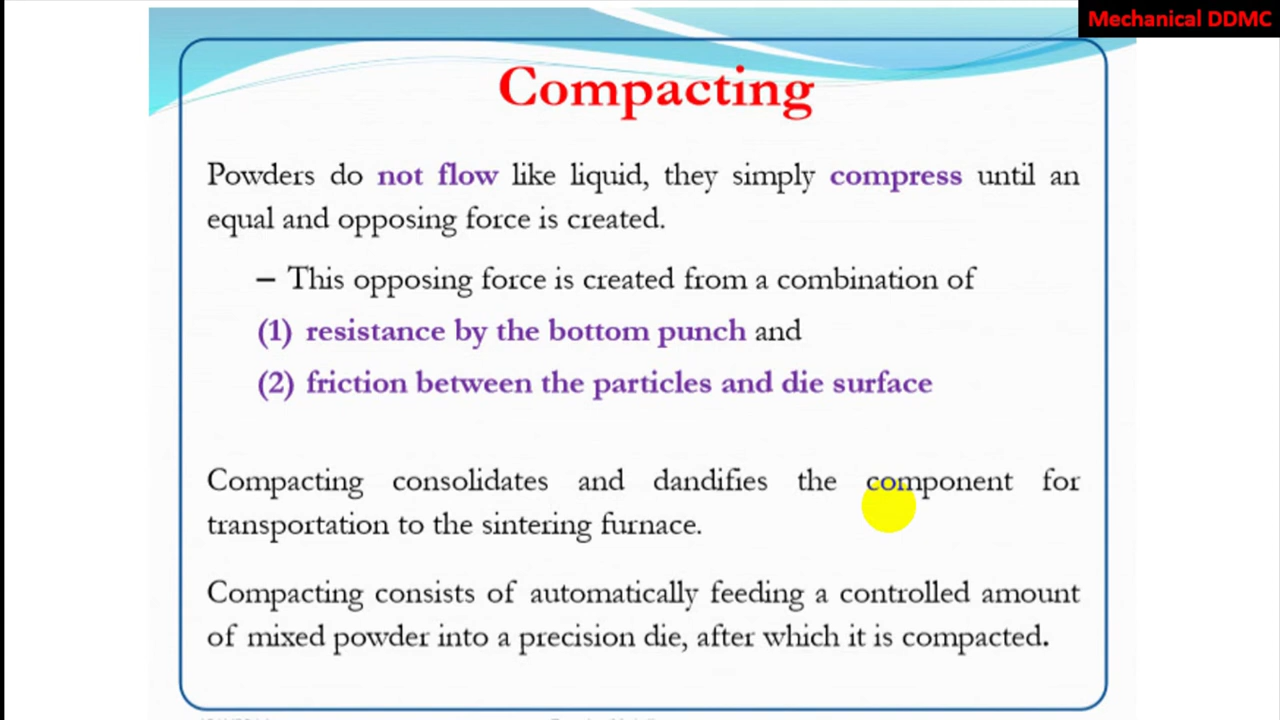 Mechanical DDMC
Compacting
Powders do not flow like liquid, they simply compress until an
equal and opposing force is created.
– This opposing force is created from a combination of
(1) resistance by the bottom punch and
(2) friction between the particles and die surface
Compacting consolidates and dandifies the component for
transportation to the sintering furnace.
Compacting consists of automatically feeding a controlled amount
of mixed powder into a precision die, after which it is compacted.